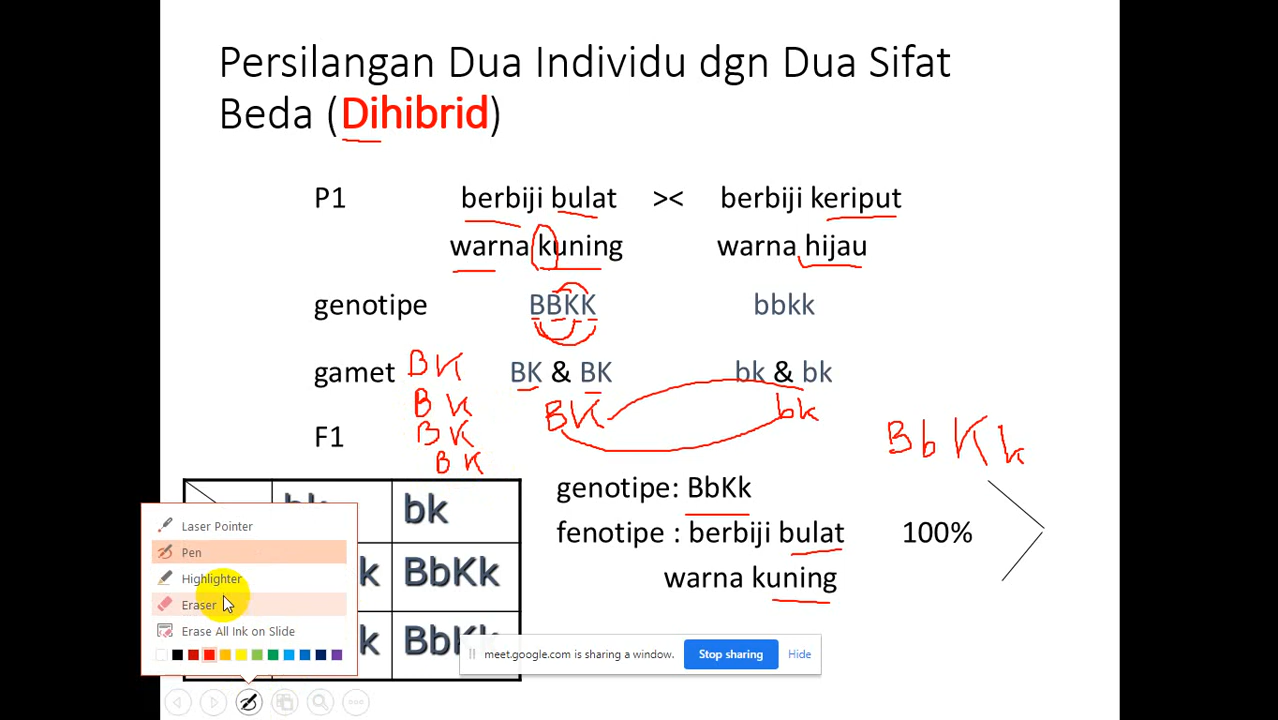 Persilangan Dua Individu dgn Dua Sifat
Beda (Dihibrid)
P1 berbiji bulat >< berbiji keriput
warna kuning warna hijau
genotipe BBKK bbkk
gamet BK BK & BK bk & bk
BK BK bk
F1 BK BbKk
BK
genotipe: BbKk
fenotipe : berbiji bulat 100%
warna kuning
bk bk
k BbKk
k BbKk
Laser Pointer
Pen
Highlighter
Eraser
Erase All Ink on Slide
meet.google.com is sharing a window. Stop sharing Hide